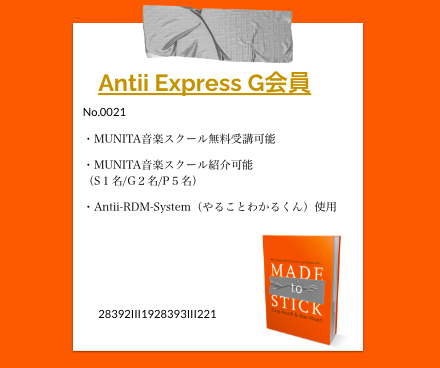 Antii Express G会員
No.0021
・MUNITA音楽スクール無料受講可能
・MUNITA音楽スクール紹介可能
（S１名/G２名/P５名）
・Antii-RDM-System（やることわかるくん）使用
MADE
to
STICK
28392III1928393III221